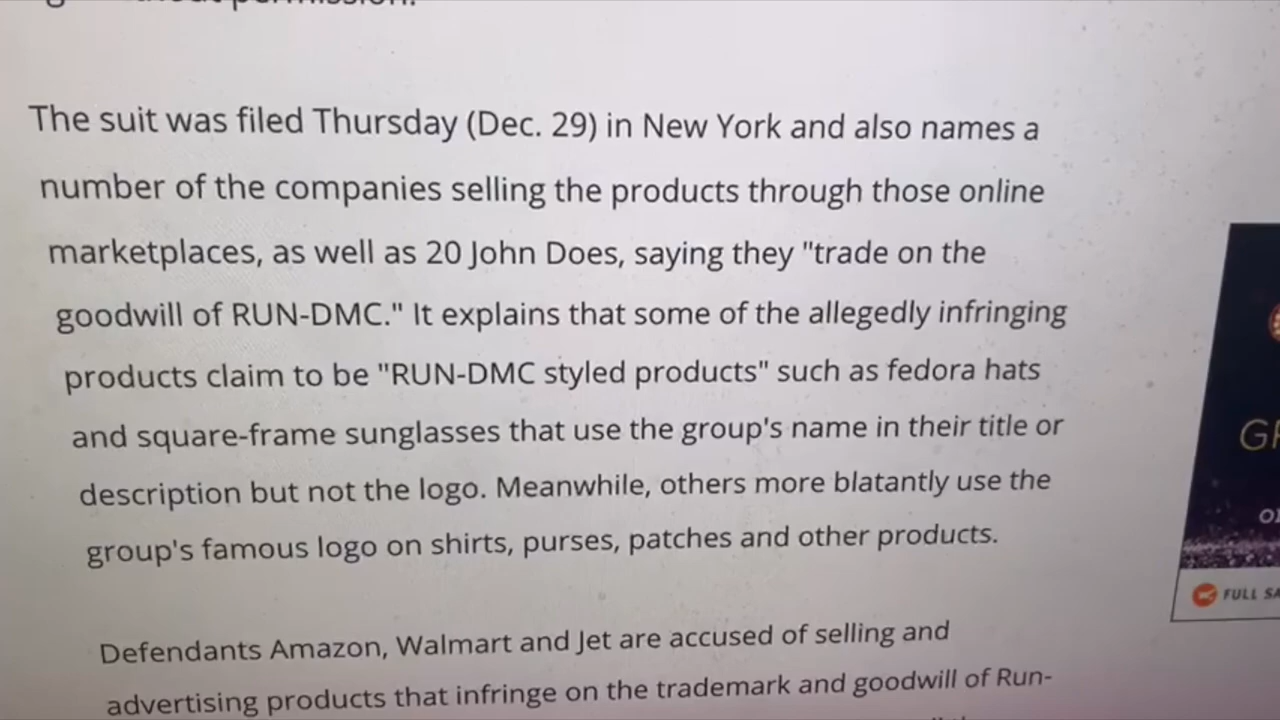 permission.
The suit was filed Thursday (Dec. 29) in New York and also names a
number of the companies selling the products through those online
marketplaces, as well as 20 John Does, saying they "trade on the
goodwill of RUN-DMC." It explains that some of the allegedly infringing
products claim to be "RUN-DMC styled products" such as fedora hats
and square-frame sunglasses that use the group's name in their title or
description but not the logo. Meanwhile, others more blatantly use the
group's famous logo on shirts, purses, patches and other products.
Defendants Amazon, Walmart and Jet are accused of selling and
advertising products that infringe on the trademark and goodwill of Run-
FULL